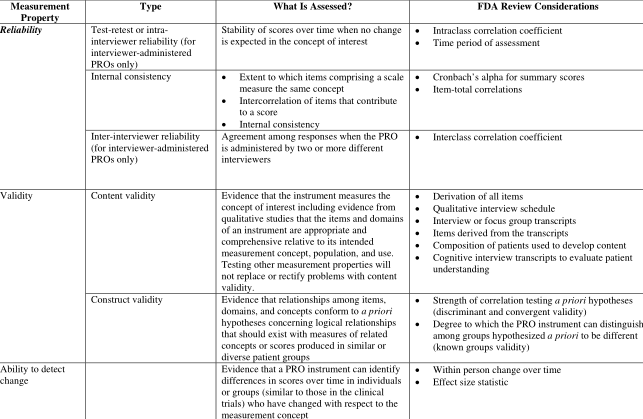 Measurement
Property
Type
What Is Assessed?
FDA Review Considerations
Reliability
Test-retest or intra-
interviewer reliability (for
interviewer-administered
PROs only)
Stability of scores over time when no change
is expected in the concept of interest
• Intraclass correlation coefficient
• Time period of assessment
Internal consistency
• Extent to which items comprising a scale
measure the same concept
• Intercorrelation of items that contribute
to a score
• Internal consistency
• Cronbach's alpha for summary scores
• Item-total correlations
Inter-interviewer reliability
(for interviewer-administered
PROs only)
Agreement among responses when the PRO
is administered by two or more different
interviewers
• Interclass correlation coefficient
Validity
Content validity
Evidence that the instrument measures the
concept of interest including evidence from
qualitative studies that the items and domains
of an instrument are appropriate and
comprehensive relative to its intended
measurement concept, population, and use.
Testing other measurement properties will
not replace or rectify problems with content
validity.
• Derivation of all items
• Qualitative interview schedule
• Interview or focus group transcripts
• Items derived from the transcripts
• Composition of patients used to develop content
• Cognitive interview transcripts to evaluate patient
understanding
Construct validity
Evidence that relationships among items,
domains, and concepts conform to a priori
hypotheses concerning logical relationships
that should exist with measures of related
concepts or scores produced in similar or
diverse patient groups
• Strength of correlation testing a priori hypotheses
(discriminant and convergent validity)
• Degree to which the PRO instrument can distinguish
among groups hypothesized a priori to be different
(known groups validity)
Ability to detect
change
Evidence that a PRO instrument can identify
differences in scores over time in individuals
or groups (similar to those in the clinical
trials) who have changed with respect to the
measurement concept
• Within person change over time
• Effect size statistic